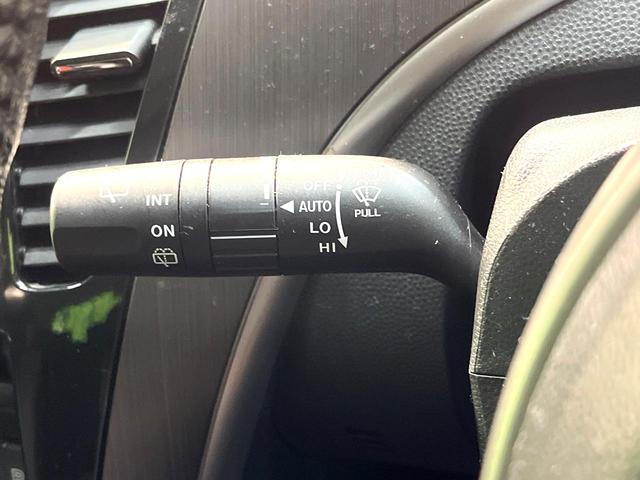 INT
ON
OFF
AUTO
LO
HI
PULL